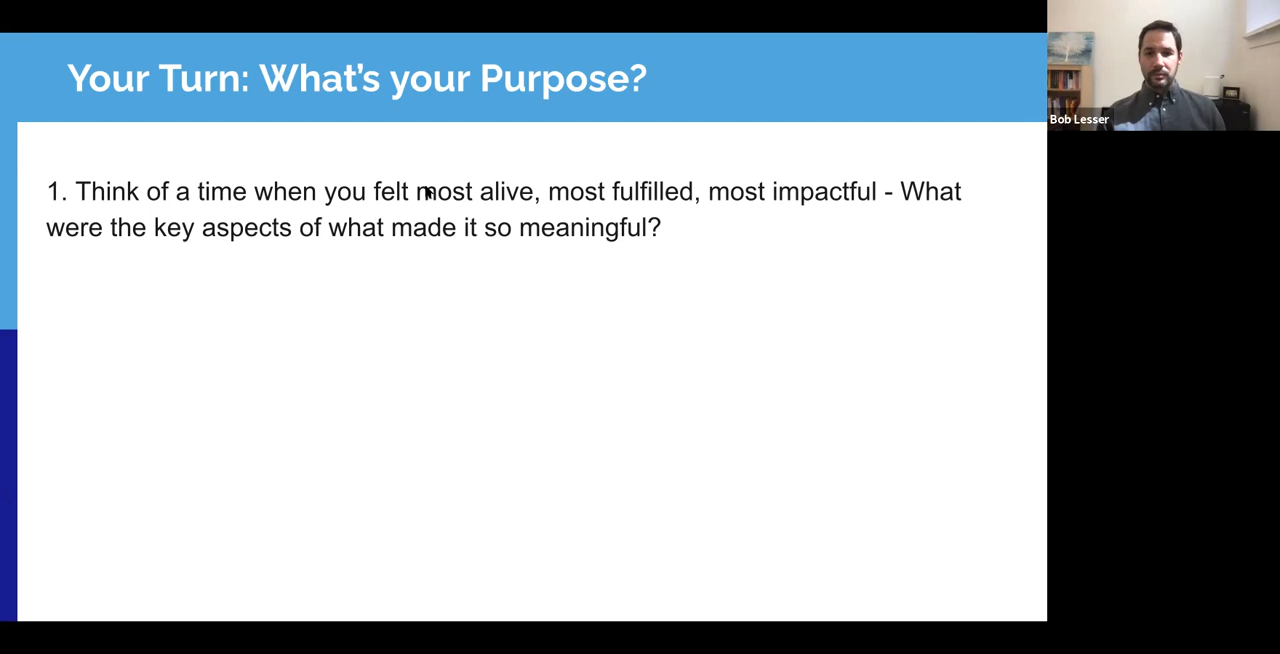 Your Turn: What's your Purpose?
1. Think of a time when you felt most alive, most fulfilled, most impactful - What
were the key aspects of what made it so meaningful?
Bob Lesser